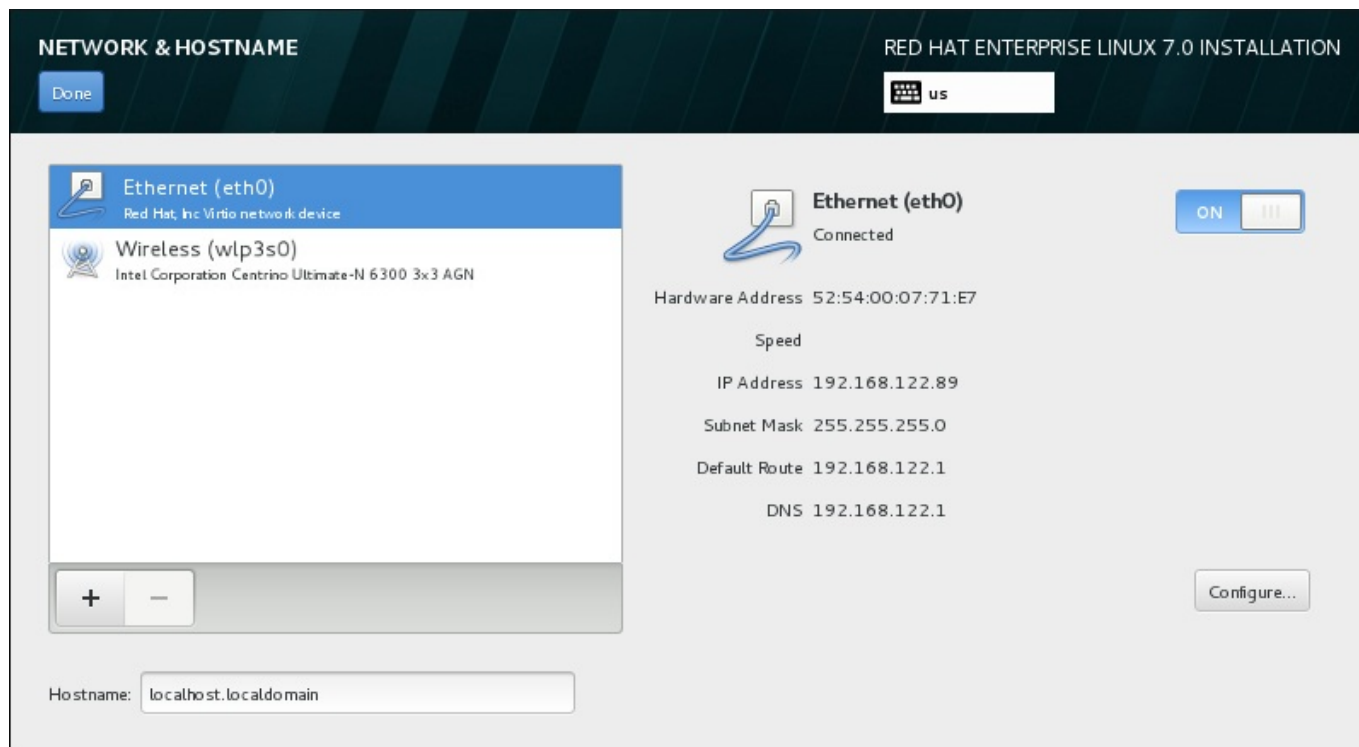 NETWORK & HOSTNAME
RED HAT ENTERPRISE LINUX 7.0 INSTALLATION
Done
us
Ethernet (eth0)
Red Hat, Inc Virtio network device
Wireless (wlp3s0)
Intel Corporation Centrino Ultimate-N 6300 3x3 AGN
Ethernet (eth0)
Connected
ON
Hardware Address 52:54:00:07:71:E7
Speed
IP Address 192.168.122.89
Subnet Mask 255.255.255.0
Default Route 192.168.122.1
DNS 192.168.122.1
+ −
Configure...
Hostname: localhost.localdomain